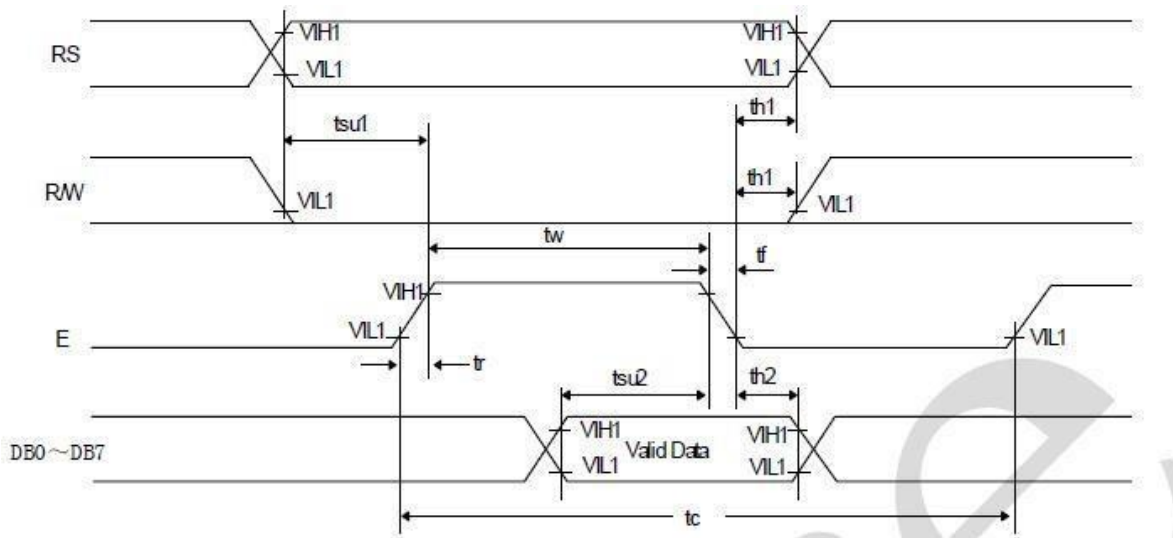 VIH1 VIH1
RS
VIL1 VIL1
th1
tsu1
th1
R/W
VIL1 VIL1
tw
tf
VIH1
VIL1 VIL1
E
tr
tsu2 th2
VIH1 VIH1
DB0～DB7 Valid Data
VIL1 VIL1
tc